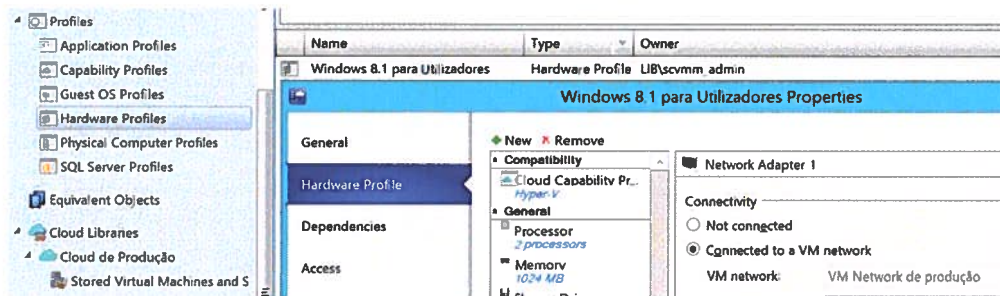 Profiles
Application Profiles
Capability Profiles
Guest OS Profiles
Hardware Profiles
Physical Computer Profiles
SQL Server Profiles
Equivalent Objects
Cloud Libraries
Cloud de Produção
Stored Virtual Machines and S
Name Type Owner
Windows 8.1 para Utilizadores Hardware Profile LIB\scvmm_admin
Windows 8.1 para Utilizadores Properties
General
Hardware Profile
Dependencies
Access
New Remove
Compatibility
Cloud Capability Pr...
Hyper-V
General
Processor
2 processors
Memory
1024 MB
Network Adapter 1
Connectivity
Not connected
Connected to a VM network
VM network: VM Network de produção